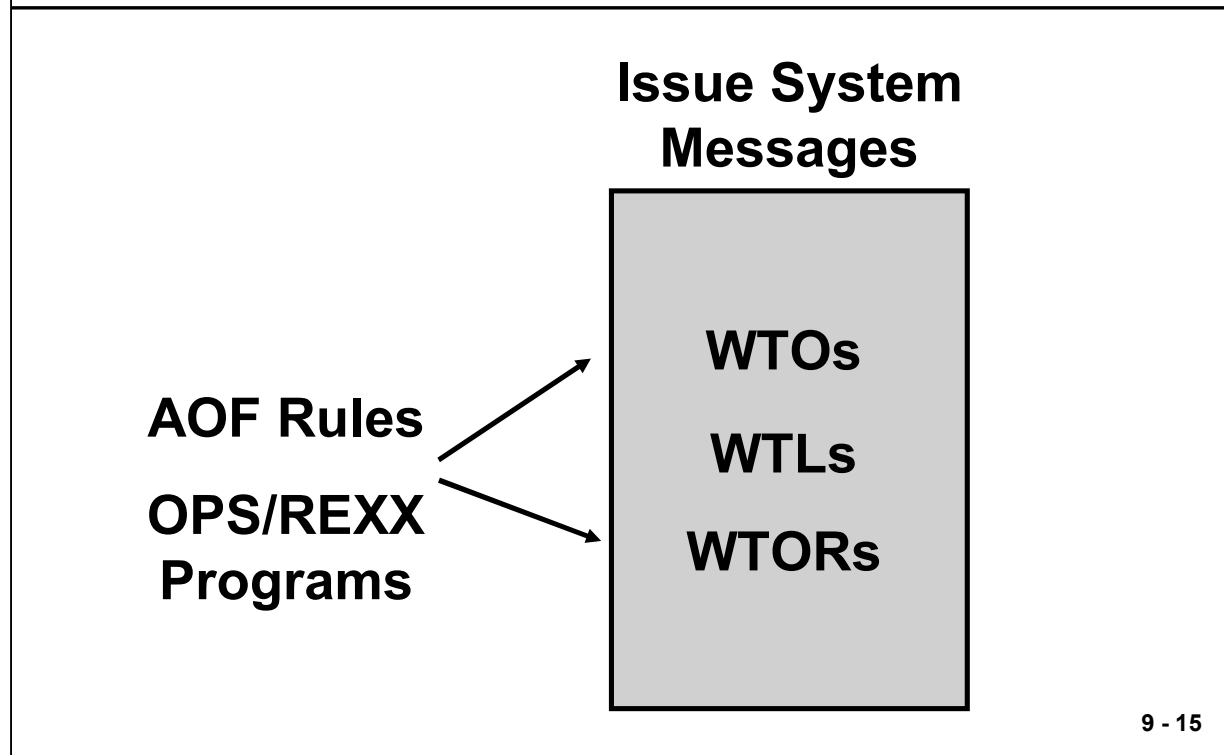 Issue System
Messages
AOF Rules
OPS/REXX
Programs
WTOs
WTLs
WTORs
9 - 15